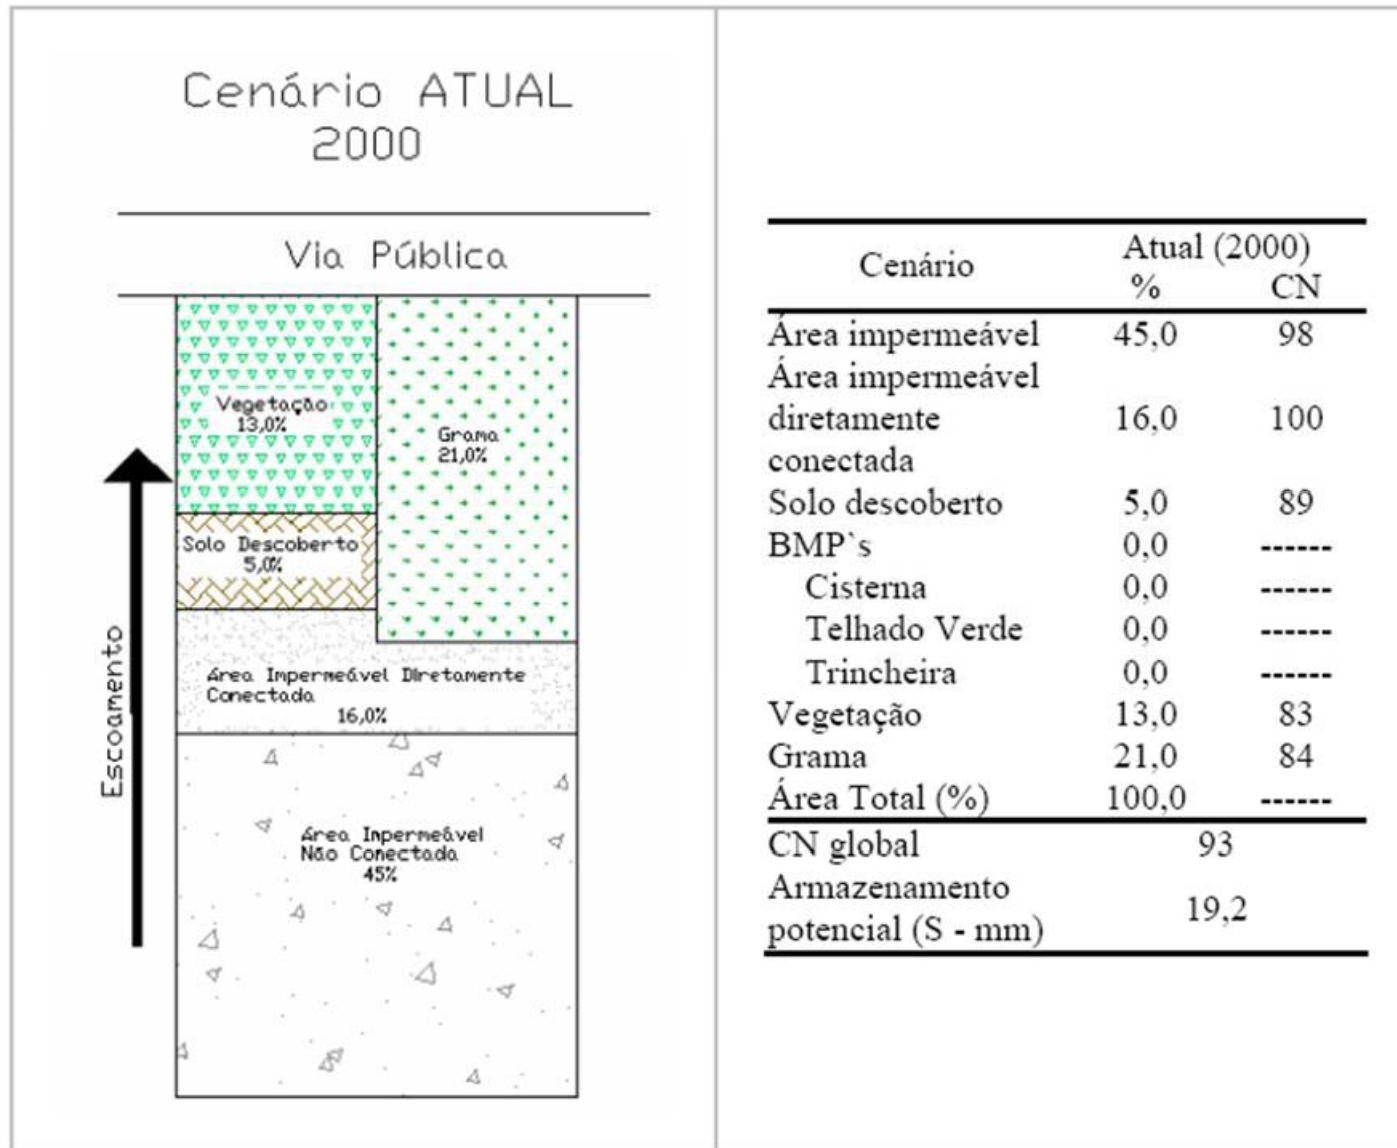 Cenário ATUAL
2000
Via Pública
Vegetação
13,0%
Grama
21,0%
Solo Descoberto
5,0%
Área Impermeável Diretamente
Conectada
16,0%
Área Impermeável
Não Conectada
45%
Escoamento
Cenário Atual (2000)
% CN
Área impermeável 45,0 98
Área impermeável
diretamente 16,0 100
conectada
Solo descoberto 5,0 89
BMP`s 0,0 ------
Cisterna 0,0 ------
Telhado Verde 0,0 ------
Trincheira 0,0 ------
Vegetação 13,0 83
Grama 21,0 84
Área Total (%) 100,0 ------
CN global 93
Armazenamento
potencial (S - mm) 19,2